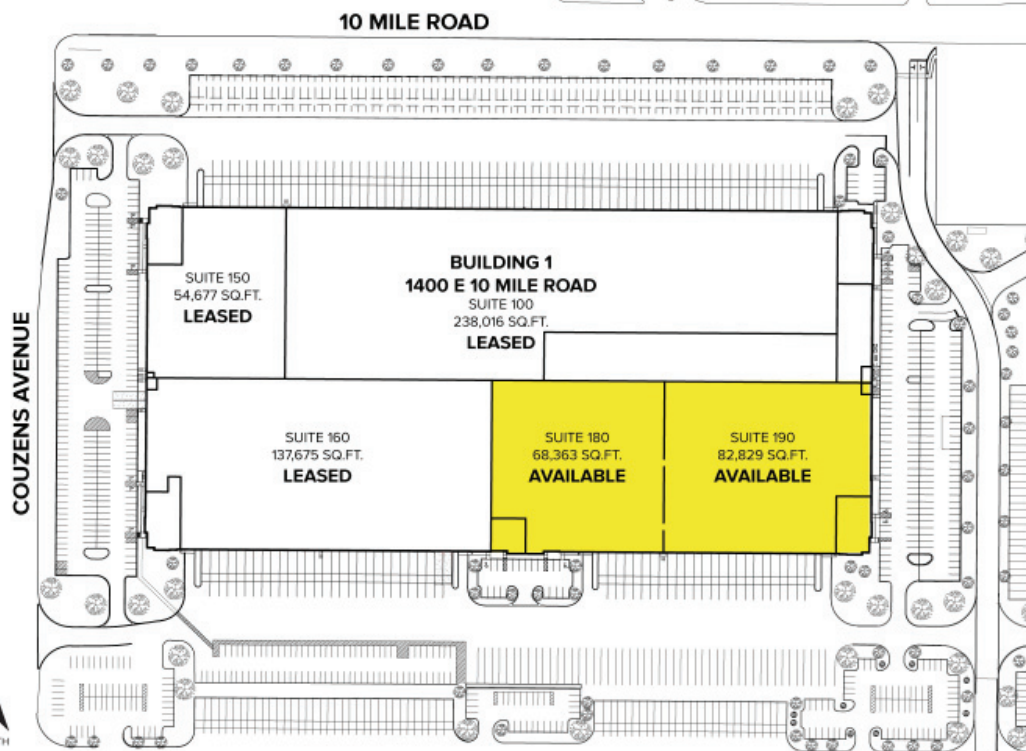 10 MILE ROAD
COUZENS AVENUE
SUITE 150
54,677 SQ.FT.
LEASED
BUILDING 1
1400 E 10 MILE ROAD
SUITE 100
238,016 SQ.FT.
LEASED
SUITE 160
137,675 SQ.FT.
LEASED
SUITE 180
68,363 SQ.FT.
AVAILABLE
SUITE 190
82,829 SQ.FT.
AVAILABLE